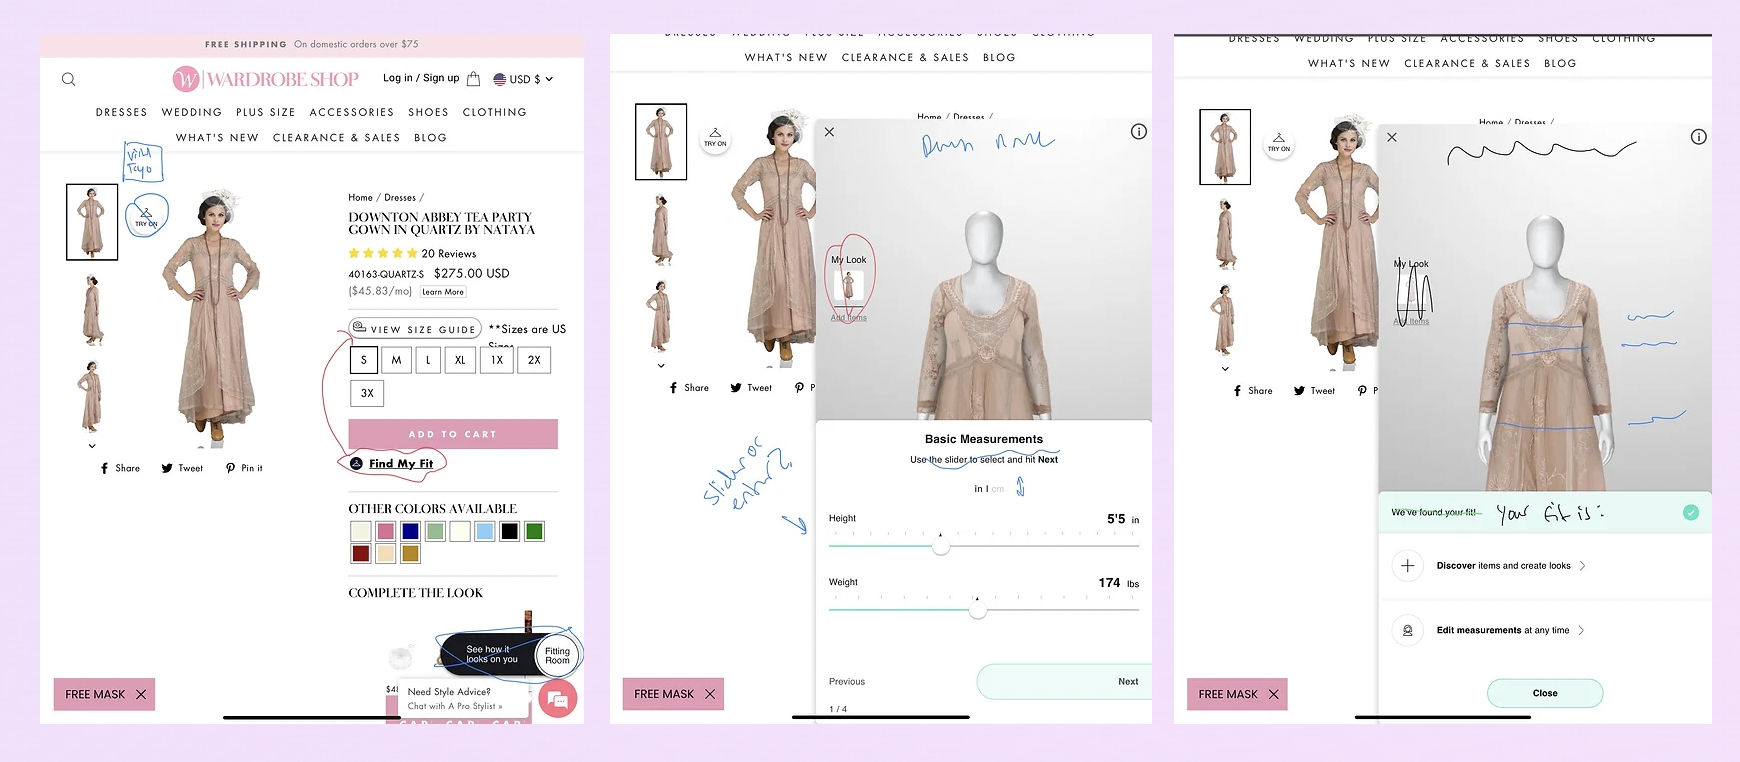 FREE SHIPPING On domestic orders over $75
W WARDROBE SHOP
Log in / Sign up
USD $
DRESSES WEDDING PLUS SIZE ACCESSORIES SHOES CLOTHING
WHAT'S NEW CLEARANCE & SALES BLOG
TRY ON
Home / Dresses /
DOWNTON ABBEY TEA PARTY
GOWN IN QUARTZ BY NATAYA
20 Reviews
40163-QUARTZ-S $275.00 USD
($45.83/mo) Learn More
VIEW SIZE GUIDE
**Sizes are US
Sizes
S M L XL 1X 2X
3X
ADD TO CART
Find My Fit
Share Tweet Pin it
OTHER COLORS AVAILABLE
COMPLETE THE LOOK
See how it
looks on you
Fitting
Room
Need Style Advice?
Chat with A Pro Stylist »
FREE MASK
DRESSES WEDDING PLUS SIZE ACCESSORIES SHOES CLOTHING
WHAT'S NEW CLEARANCE & SALES BLOG
TRY ON
Home / Dresses /
My Look
Add Items
Share Tweet P
Slider or
enter?
Basic Measurements
Use the slider to select and hit Next
in | cm
Height 5'5 in
Weight 174 lbs
Previous Next
1 / 4
FREE MASK
DRESSES WEDDING PLUS SIZE ACCESSORIES SHOES CLOTHING
WHAT'S NEW CLEARANCE & SALES BLOG
TRY ON
Home / Dresses /
My Look
Add Items
Share Tweet P
We've found your fit! Your fit is:
Discover items and create looks
Edit measurements at any time
Close
FREE MASK